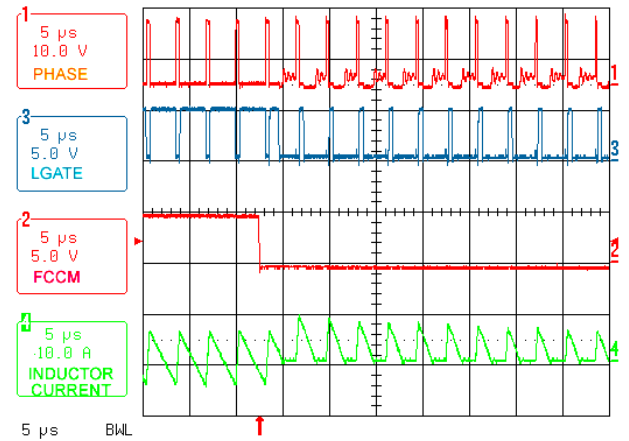 1
5 µs
10.0 V
PHASE
1
3
5 µs
5.0 V
LGATE
3
2
5 µs
5.0 V
FCCM
2
4
5 µs
10.0 A
INDUCTOR
CURRENT
4
5 µs BWL